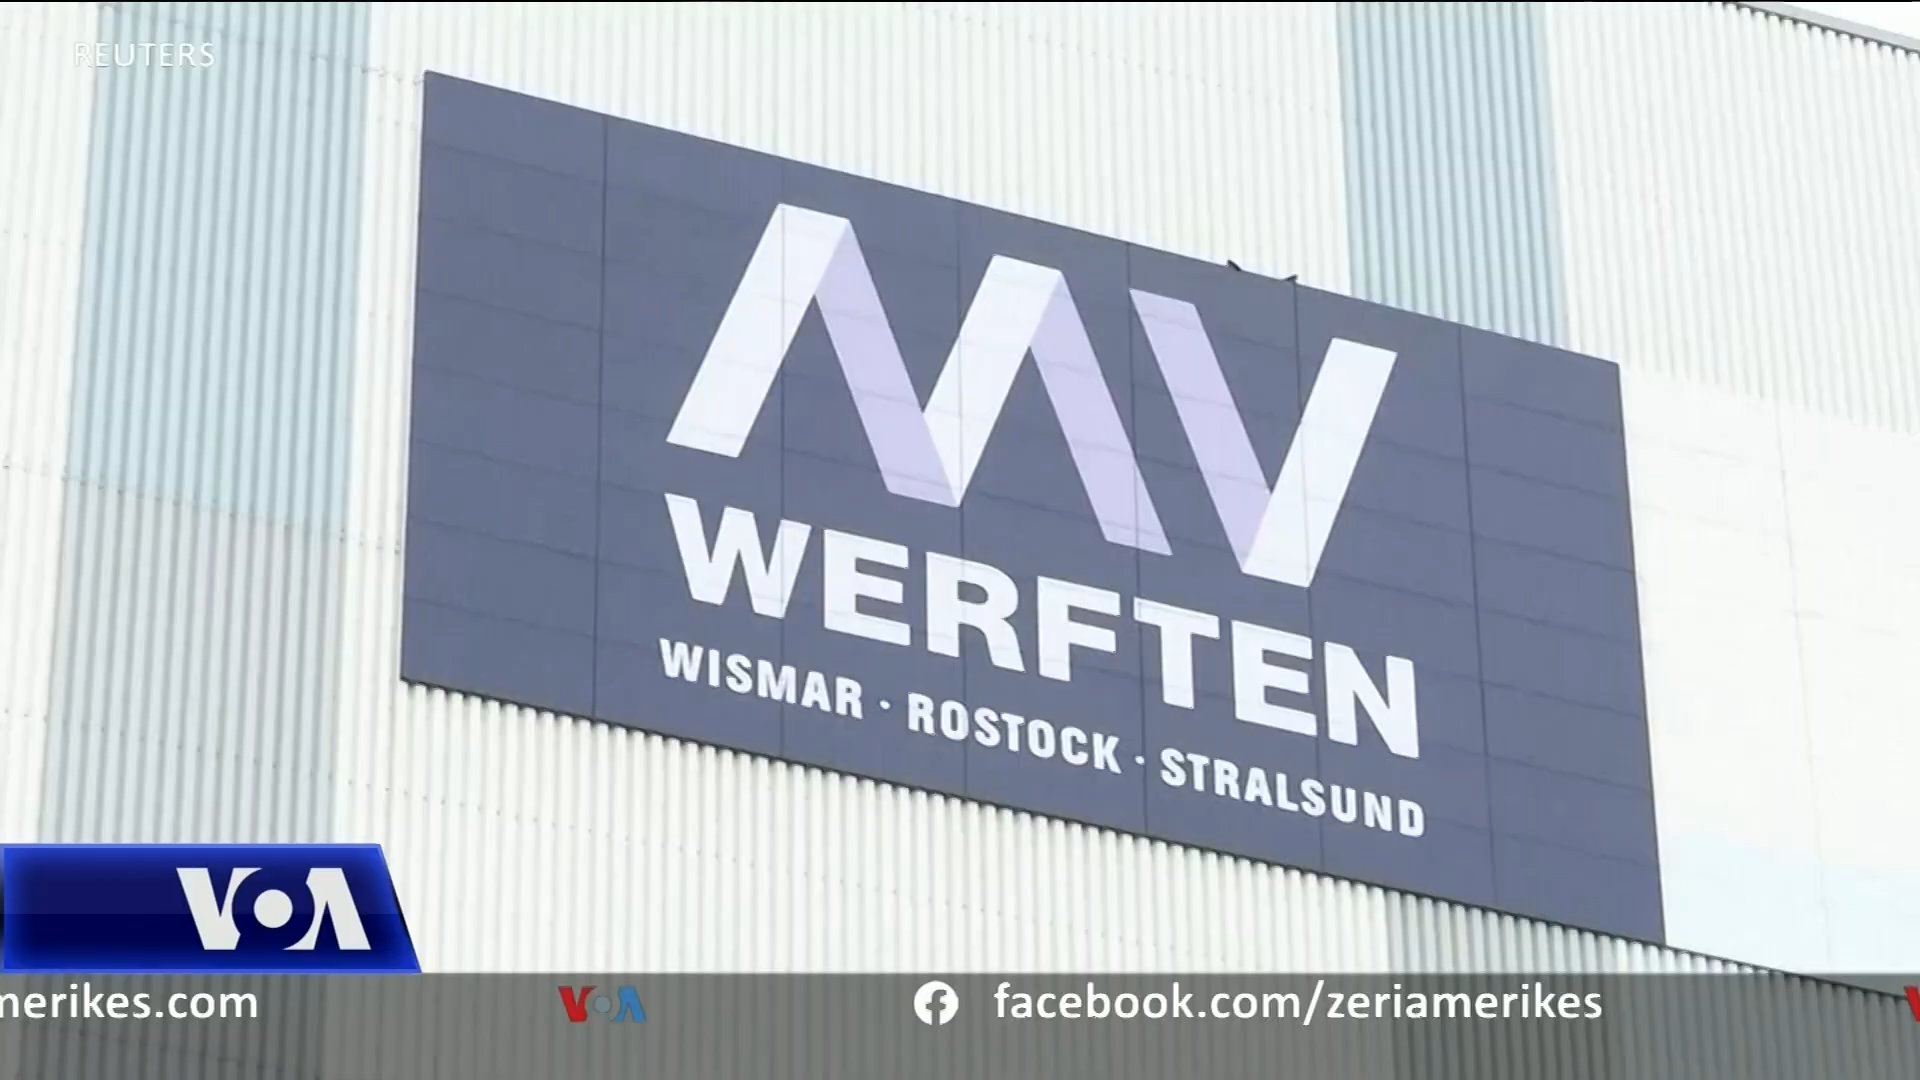 REUTERS
MV
WERFTEN
WISMAR · ROSTOCK · STRALSUND
VOA
merikes.com VOA facebook.com/zeriamerikes